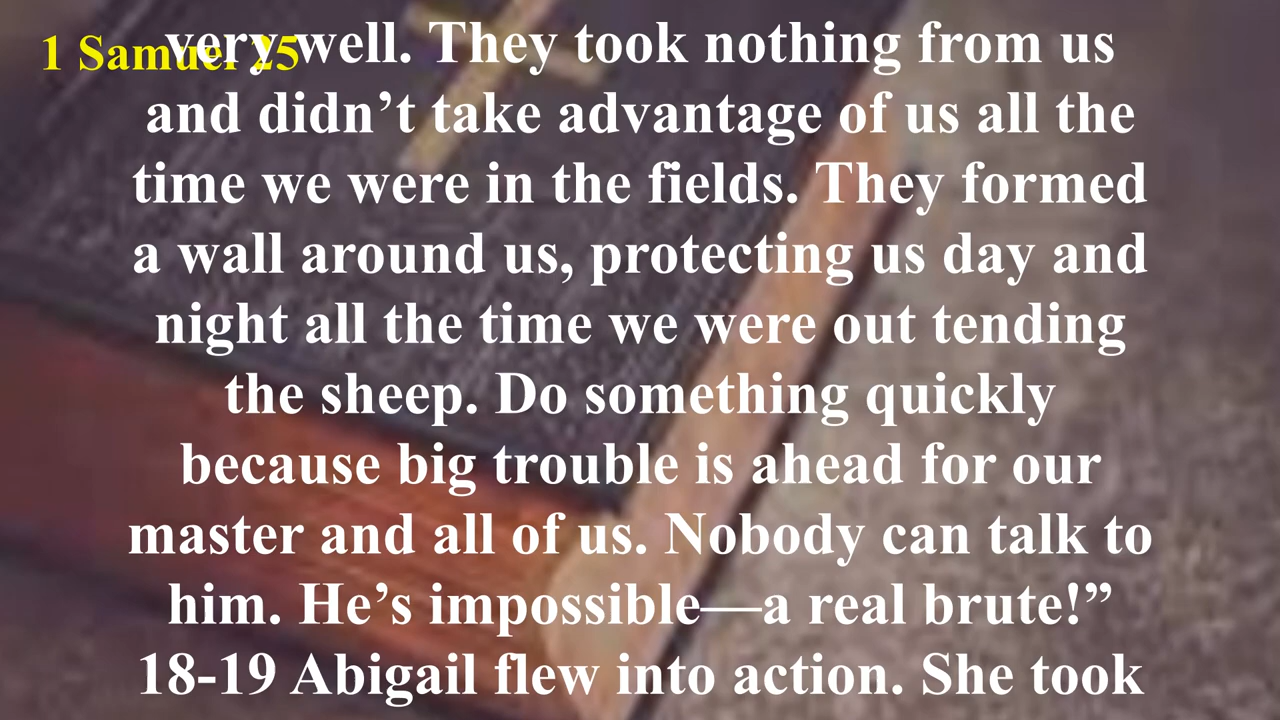 1 Samuel 25
very well. They took nothing from us
and didn’t take advantage of us all the
time we were in the fields. They formed
a wall around us, protecting us day and
night all the time we were out tending
the sheep. Do something quickly
because big trouble is ahead for our
master and all of us. Nobody can talk to
him. He’s impossible—a real brute!”
18-19 Abigail flew into action. She took